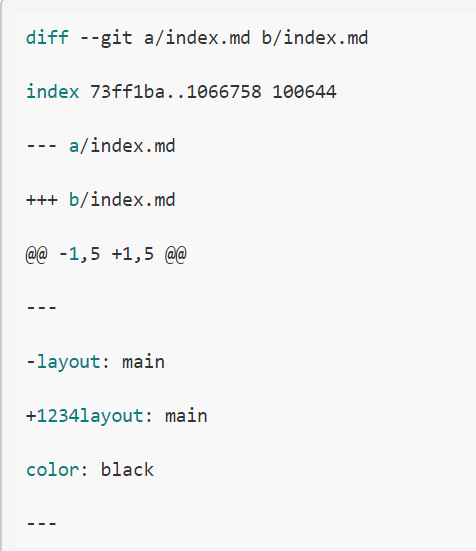 diff --git a/index.md b/index.md
index 73ff1ba..1066758 100644
--- a/index.md
+++ b/index.md
@@ -1,5 +1,5 @@
---
-layout: main
+1234layout: main
color: black
---